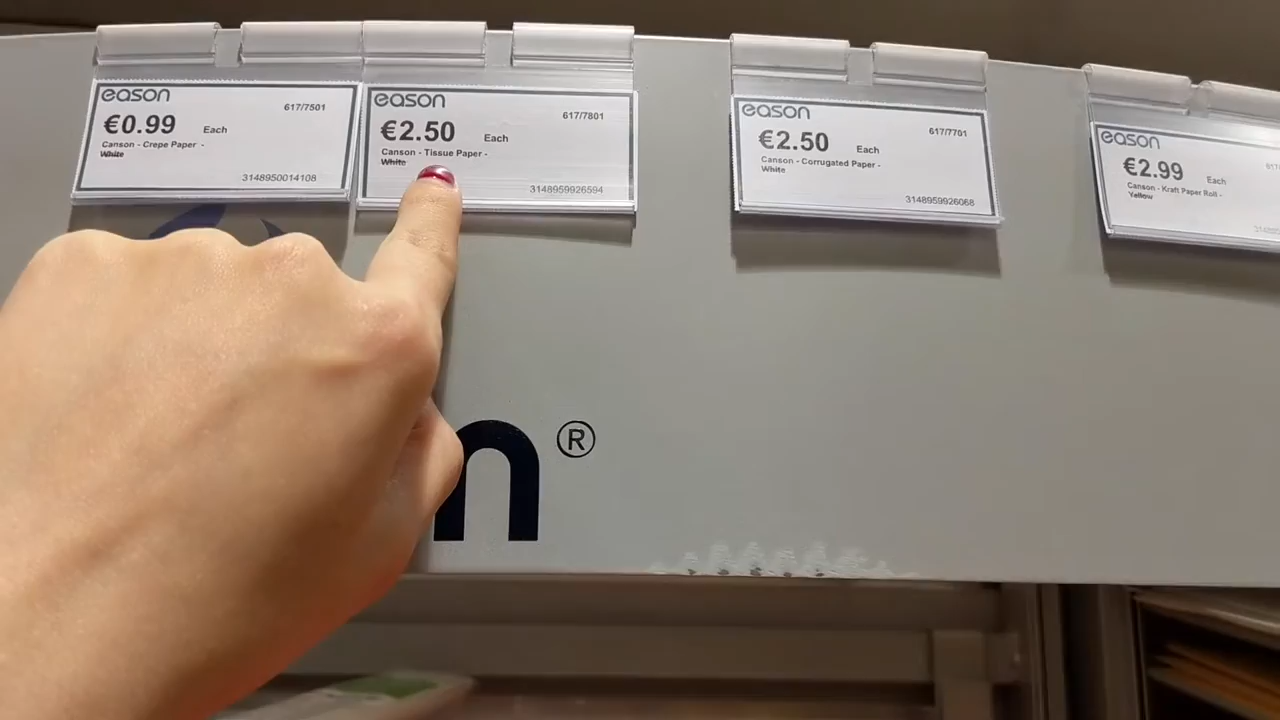 eason
617/7501
€0.99 Each
Canson - Crepe Paper -
White
3148950014108
eason
617/7801
€2.50 Each
Canson - Tissue Paper -
White
3148959926594
eason
617/7701
€2.50 Each
Canson - Corrugated Paper -
White
3148959926068
eason
€2.99 Each
Canson - Kraft Paper Roll -
Yellow
n®